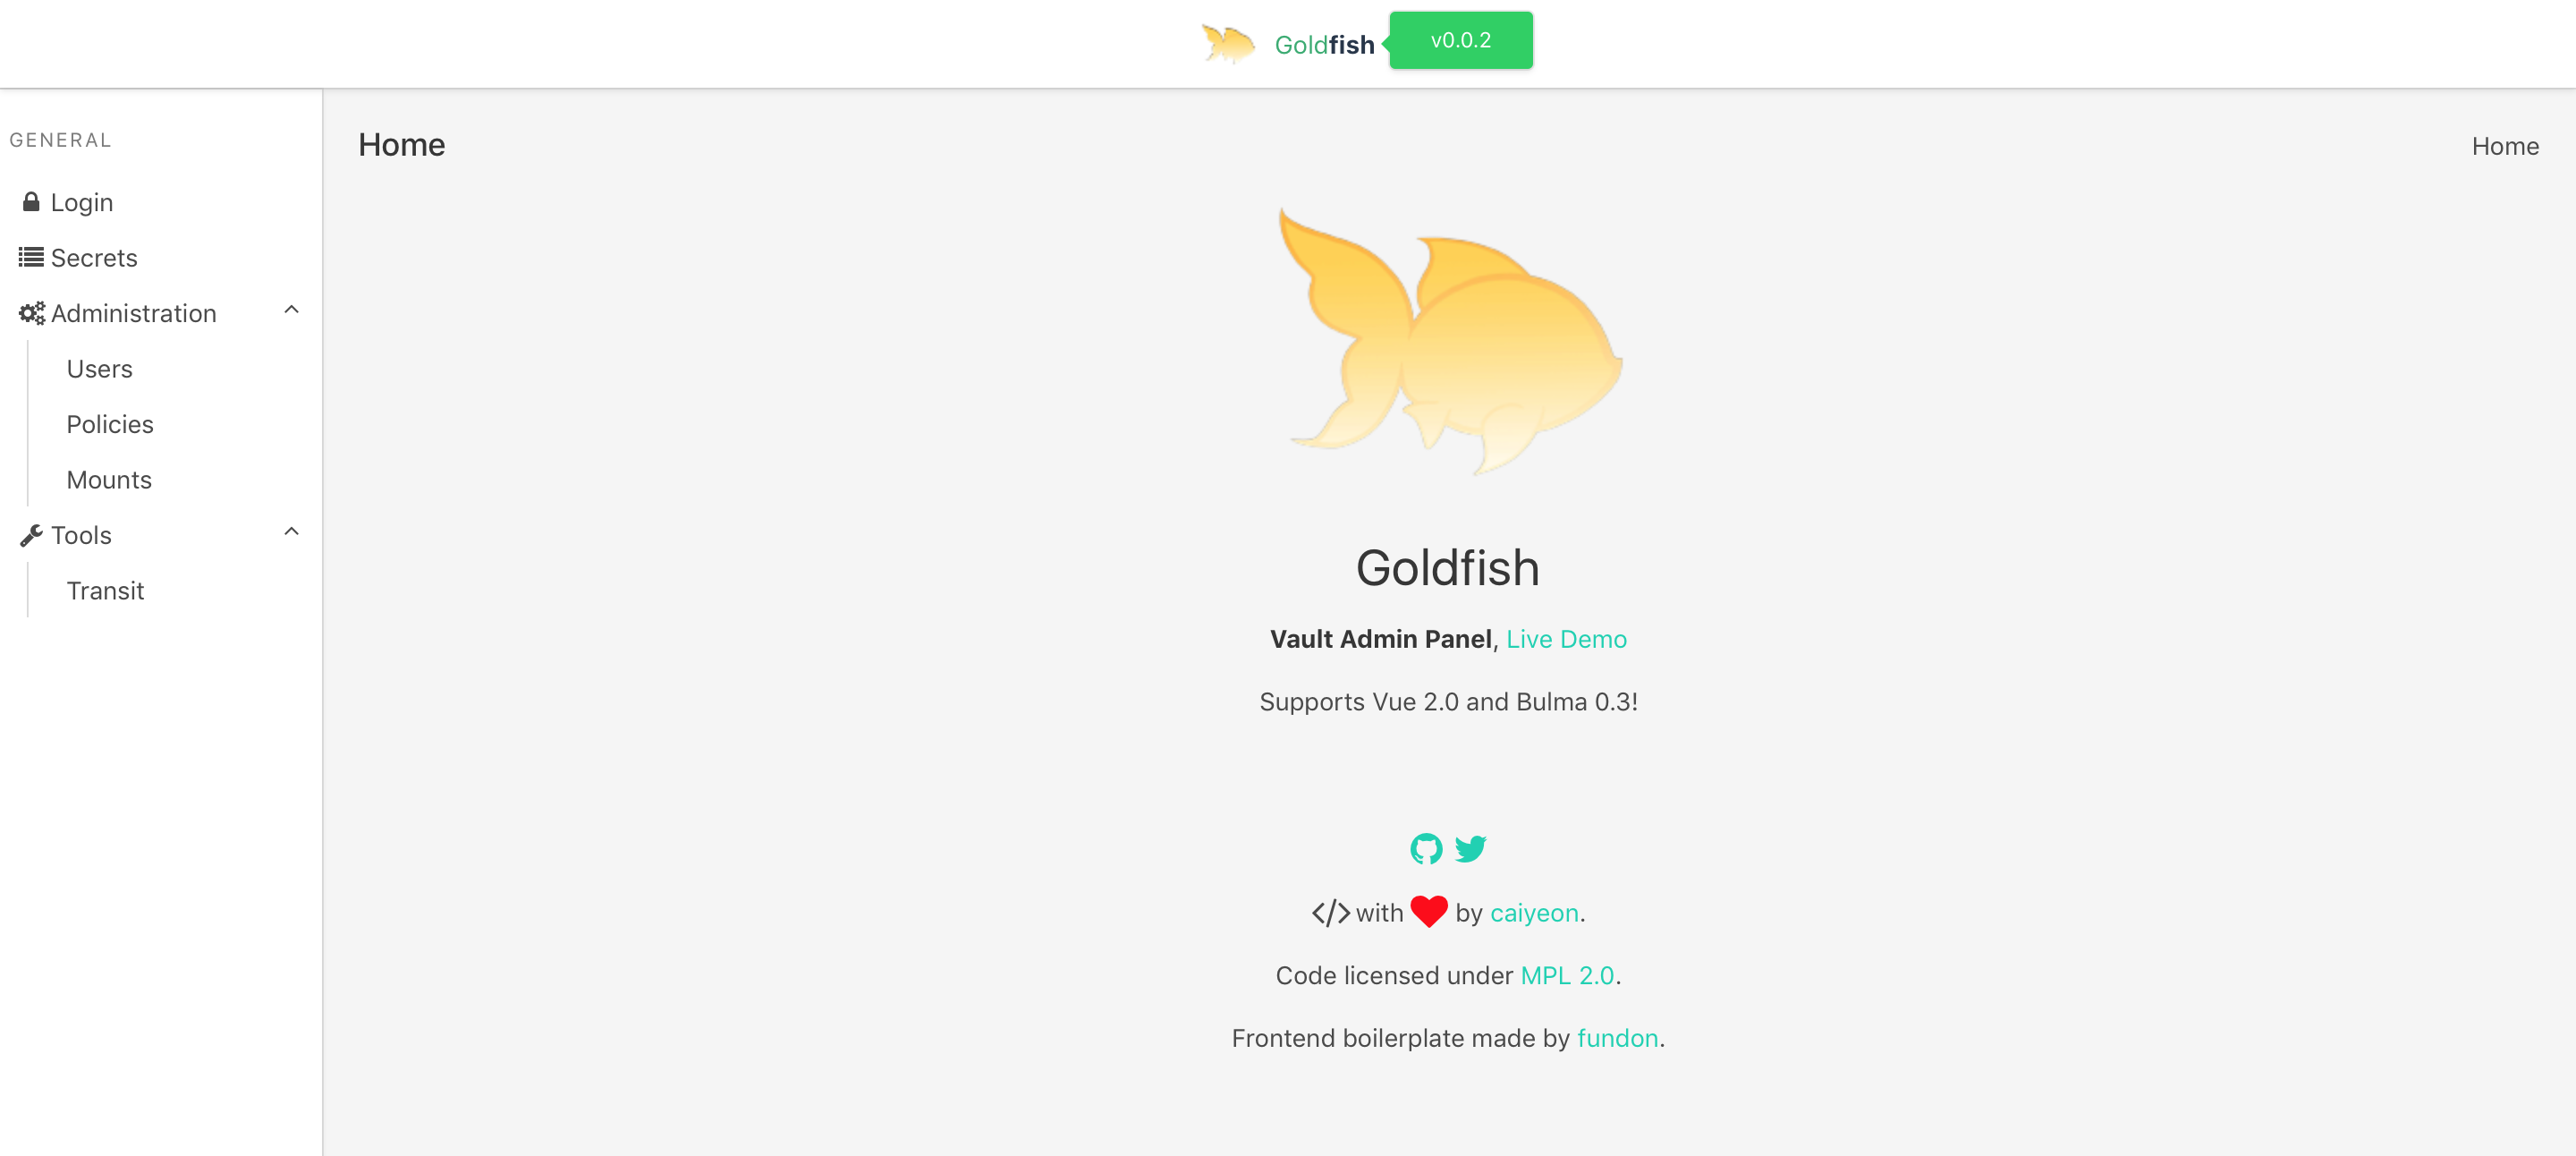 Goldfish v0.0.2
GENERAL
Login
Secrets
Administration
Users
Policies
Mounts
Tools
Transit
Home
Home
Goldfish
Vault Admin Panel, Live Demo
Supports Vue 2.0 and Bulma 0.3!
</> with ❤ by caiyeon.
Code licensed under MPL 2.0.
Frontend boilerplate made by fundon.